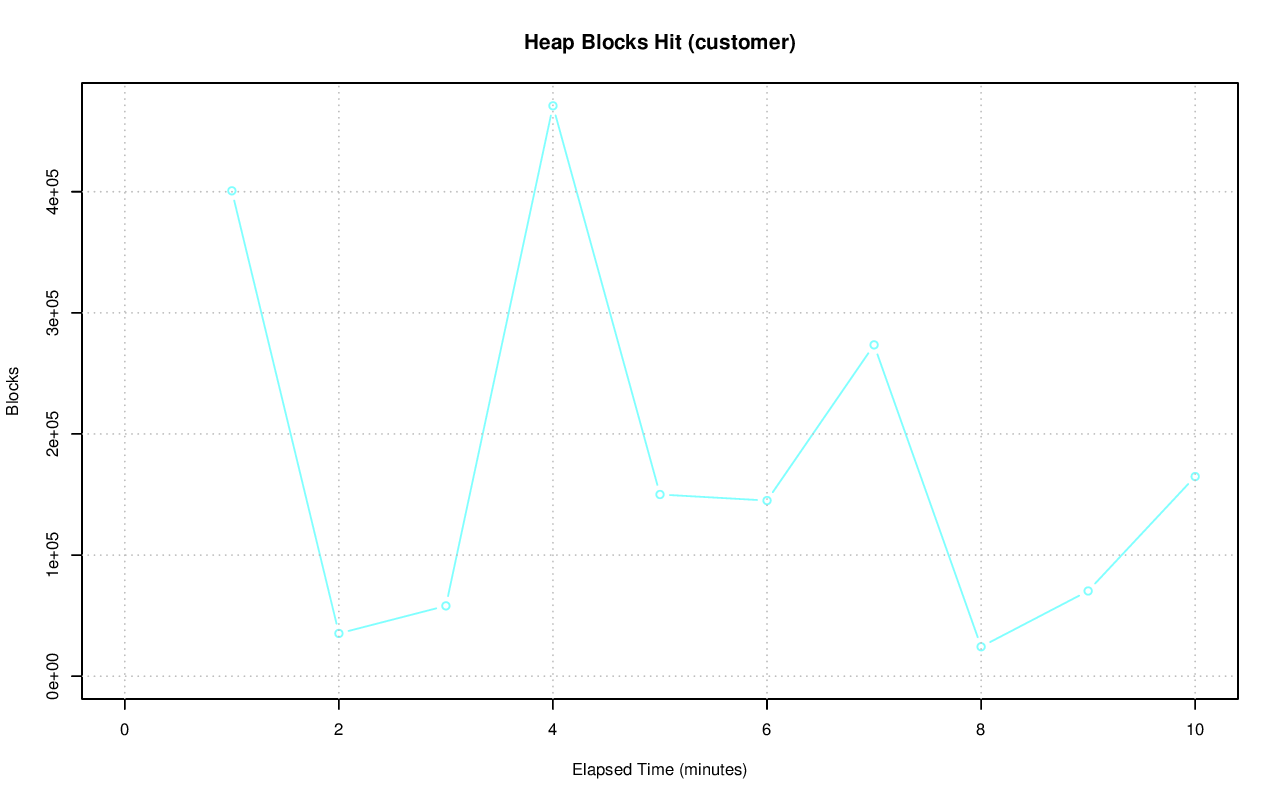 Heap Blocks Hit (customer)
4e+05
3e+05
2e+05
1e+05
0e+00
Blocks
0 2 4 6 8 10
Elapsed Time (minutes)